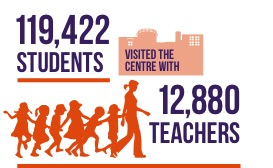 119,422
STUDENTS
VISITED THE
CENTRE WITH
12,880
TEACHERS